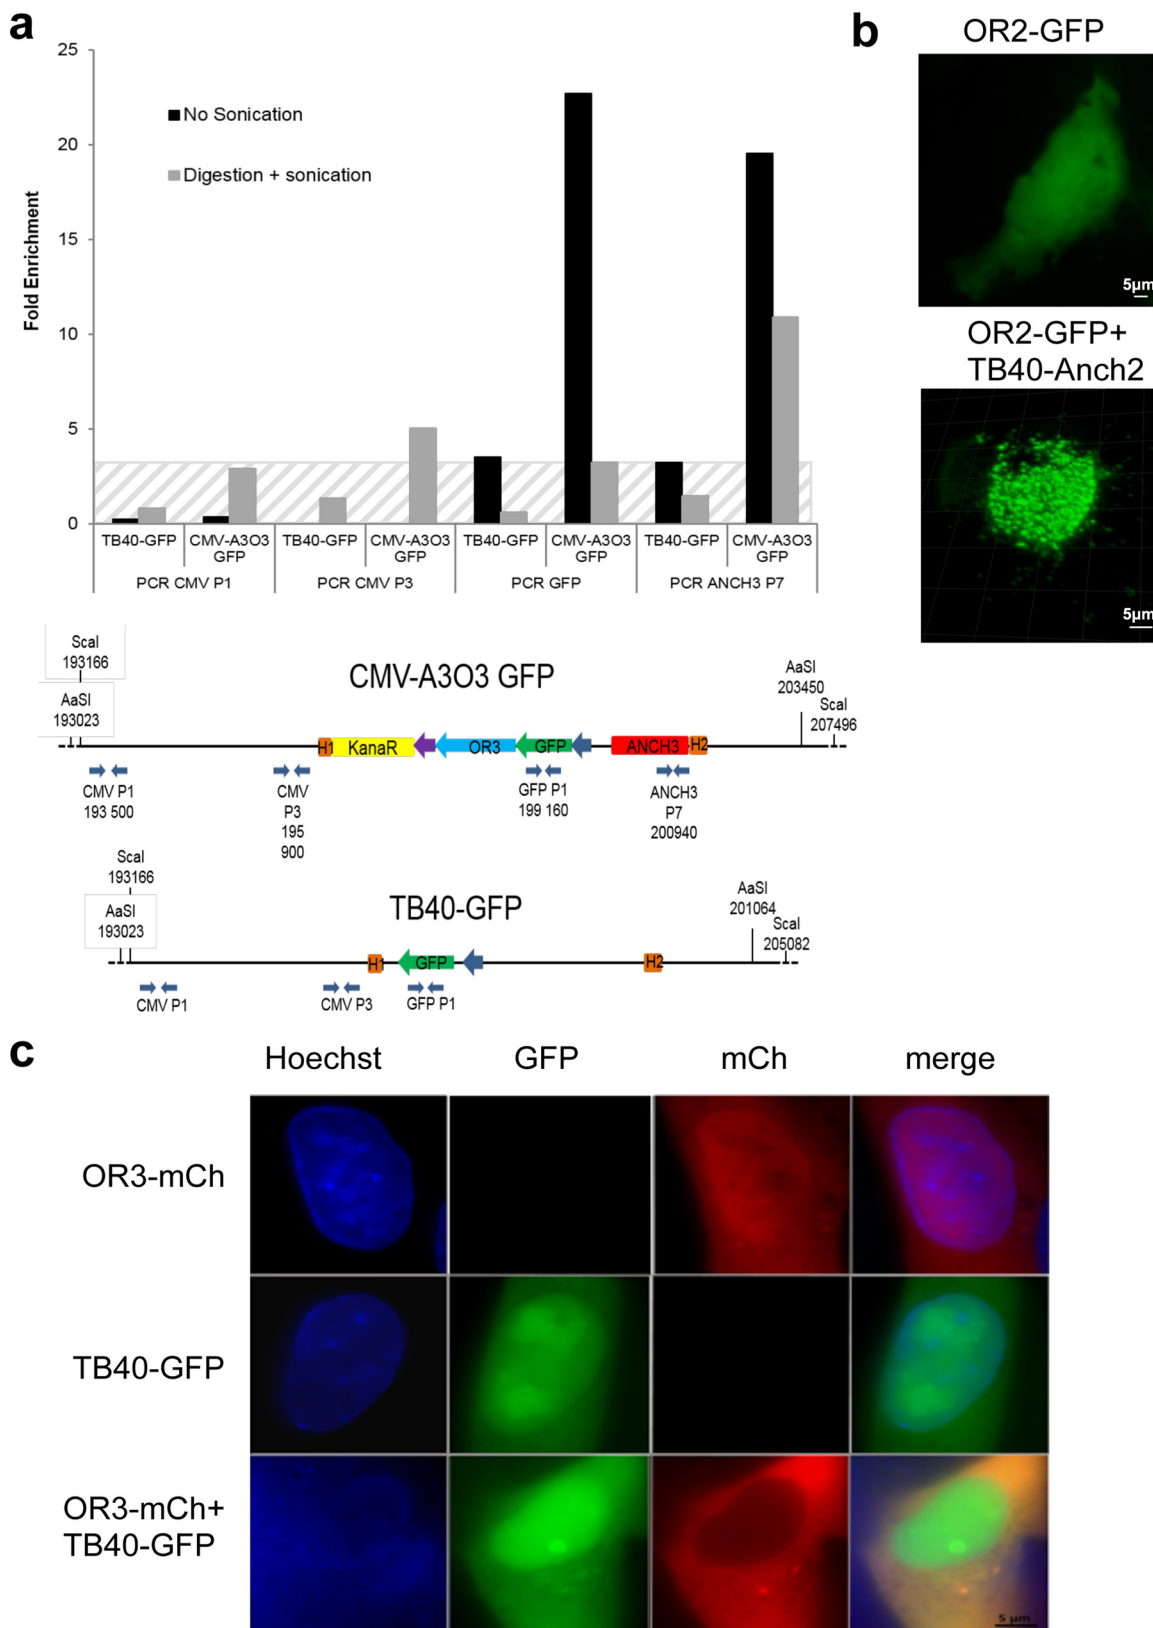 a
25
20
15
10
5
0
Fold Enrichment
No Sonication
Digestion + sonication
TB40-GFP
CMV-A3O3
GFP
TB40-GFP
CMV-A3O3
GFP
TB40-GFP
CMV-A3O3
GFP
TB40-GFP
CMV-A3O3
GFP
PCR CMV P1
PCR CMV P3
PCR GFP
PCR ANCH3 P7
b
OR2-GFP
5µm
OR2-GFP+
TB40-Anch2
5µm
ScaI
193166
AaSI
193023
CMV-A3O3 GFP
AaSI
203450
ScaI
207496
H1
KanaR
OR3
GFP
ANCH3
H2
CMV P1
193 500
CMV
P3
195
900
GFP P1
199 160
ANCH3
P7
200940
ScaI
193166
AaSI
193023
TB40-GFP
AaSI
201064
ScaI
205082
H1
GFP
H2
CMV P1
CMV P3
GFP P1
c
Hoechst
GFP
mCh
merge
OR3-mCh
TB40-GFP
OR3-mCh+
TB40-GFP
5 µm